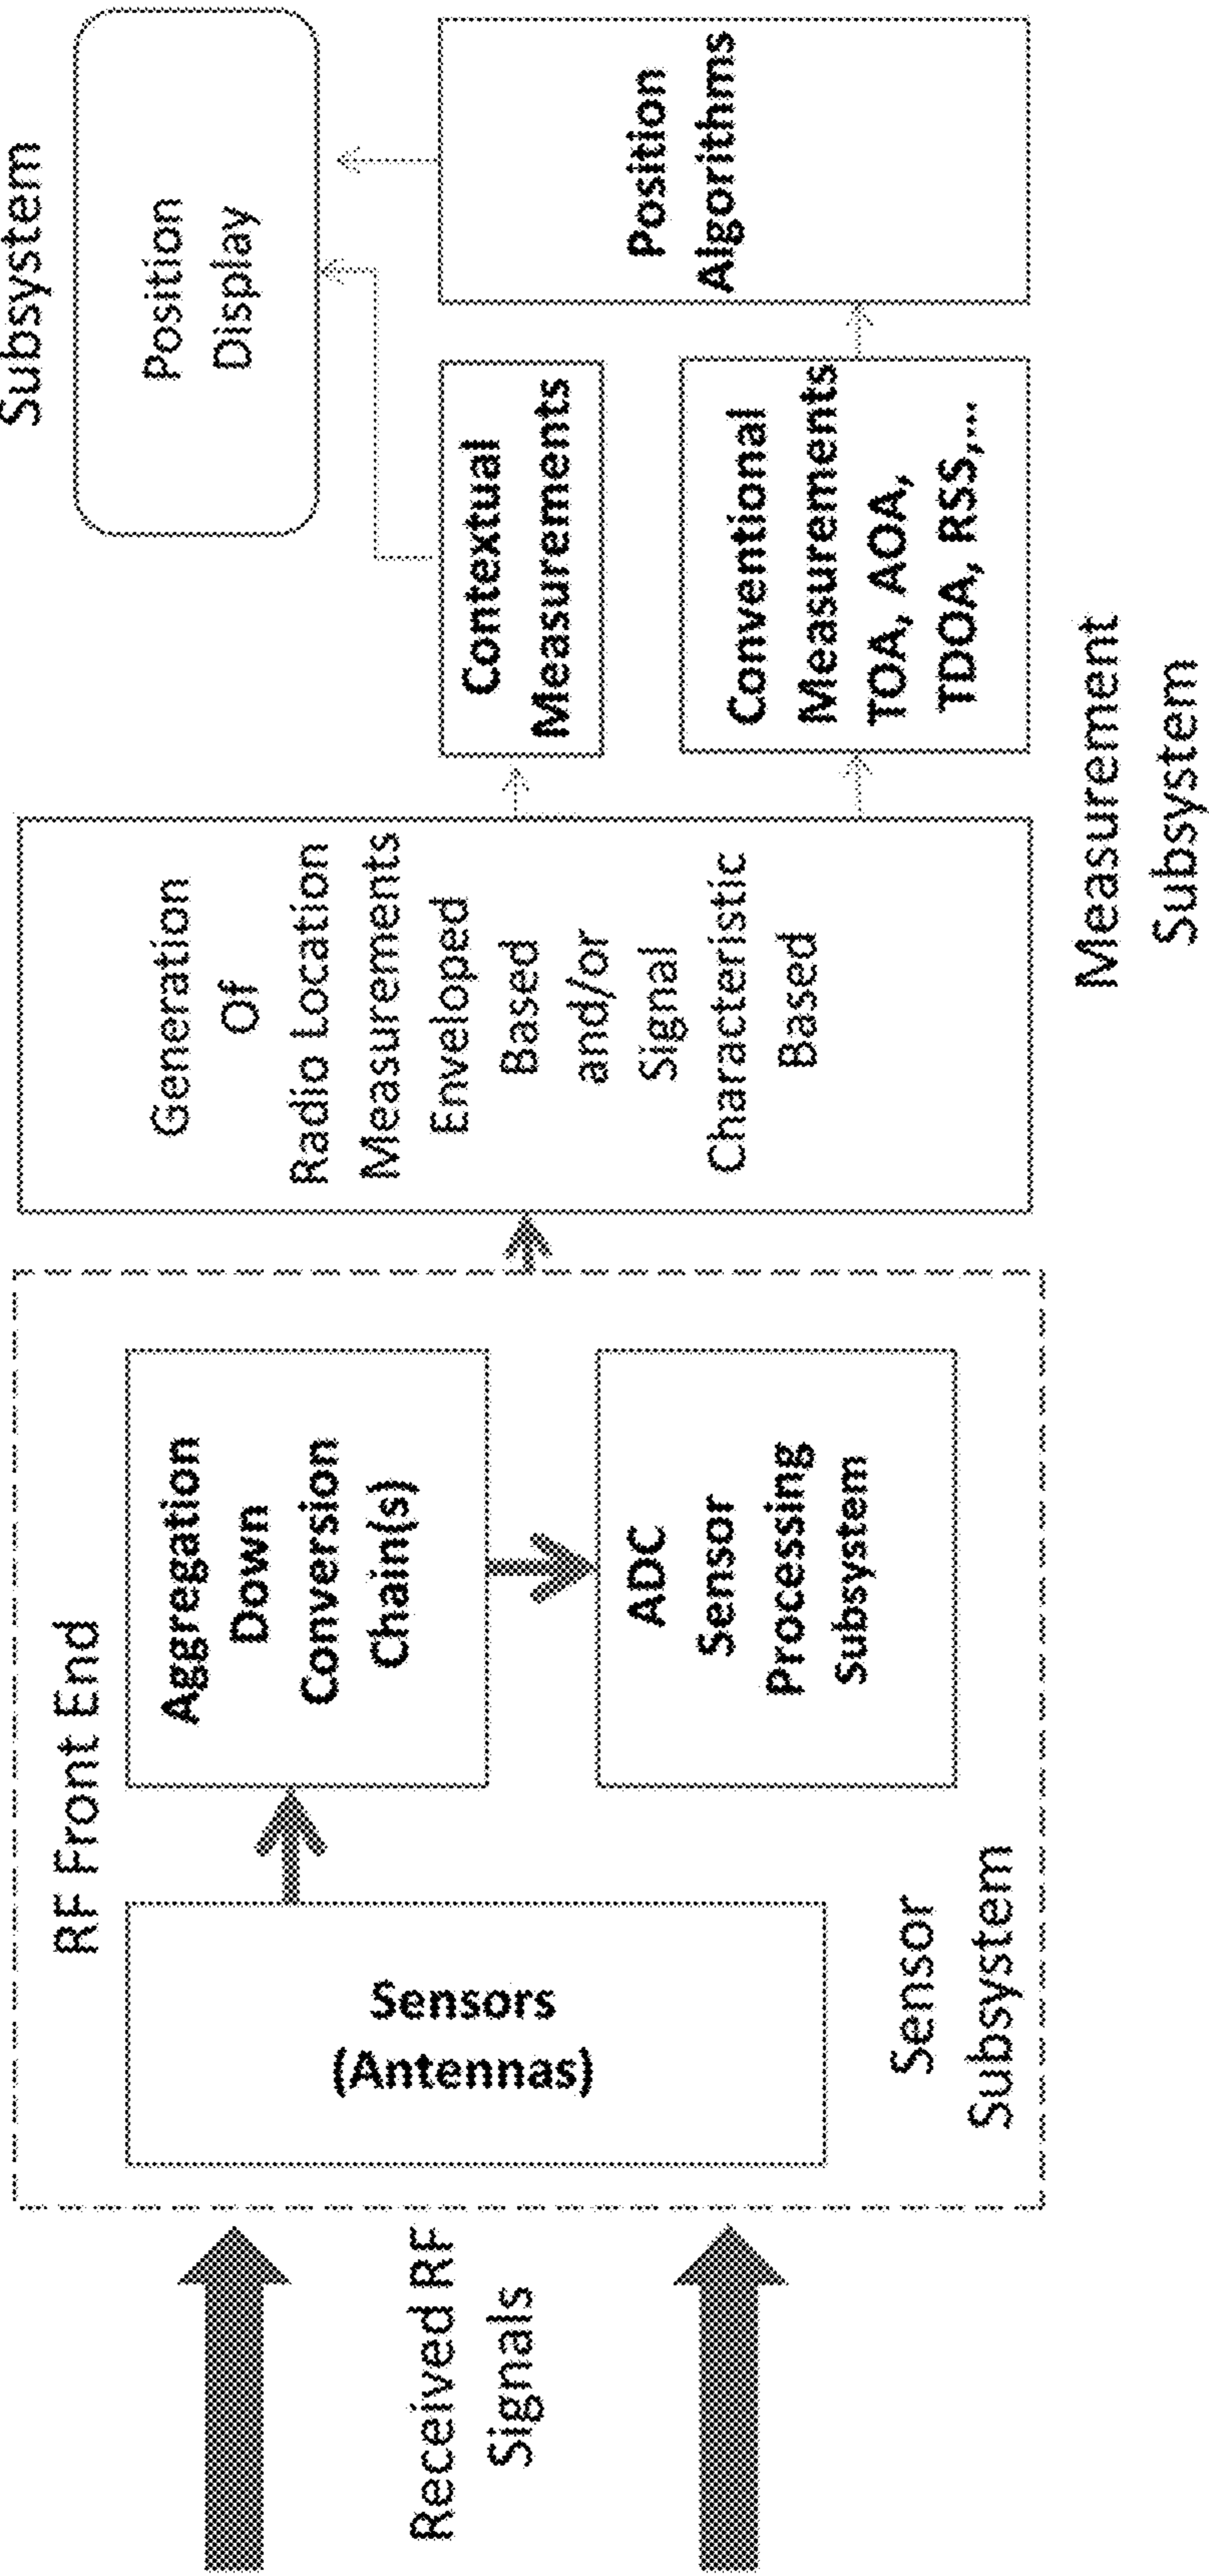 Received RF
Signals
RF Front End
Sensors
(Antennas)
Aggregation
Down
Conversion
Chain(s)
ADC
Sensor
Processing
Subsystem
Sensor
Subsystem
Generation
Of
Radio Location
Measurements
Enveloped
Based
and/or
Signal
Characteristic
Based
Contextual
Measurements
Conventional
Measurements
TOA, AOA,
TDOA, RSS,...
Measurement
Subsystem
Subsystem
Position
Display
Position
Algorithms